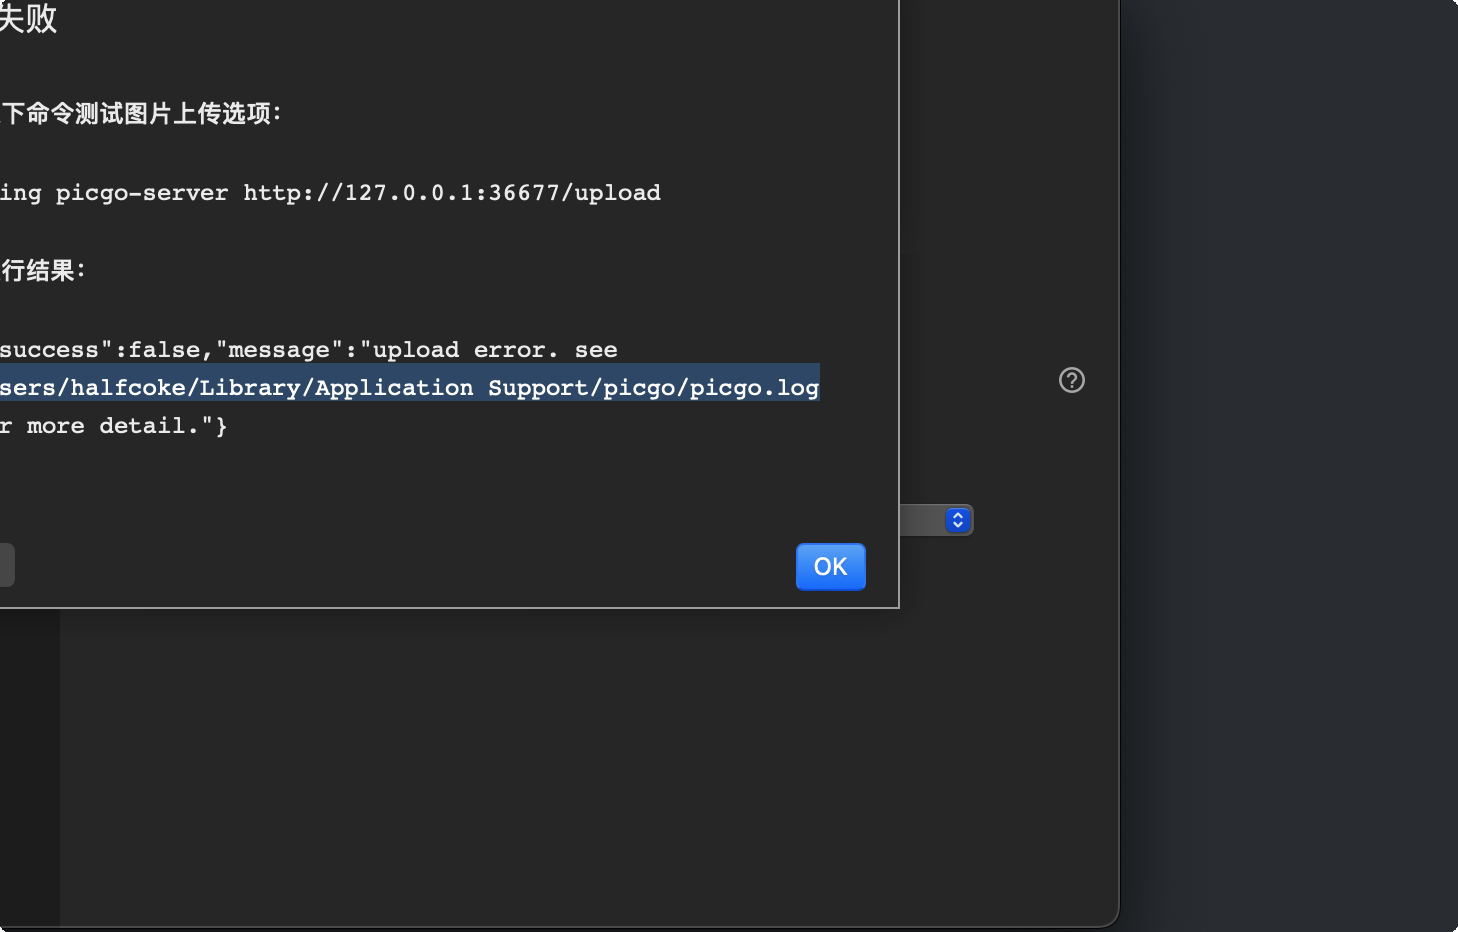 失败
下命令测试图片上传选项:
ing picgo-server http://127.0.0.1:36677/upload
行结果:
success":false,"message":"upload error. see
sers/halfcoke/Library/Application Support/picgo/picgo.log
r more detail."}
OK